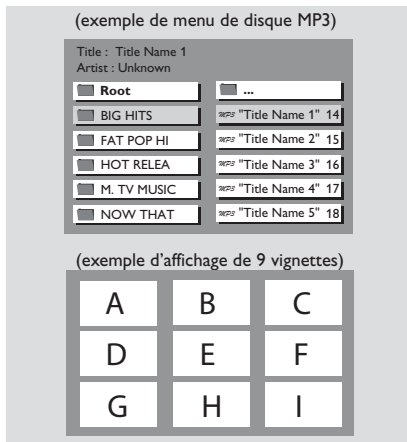 (exemple de menu de disque MP3)
Title : Title Name 1
Artist : Unknown
Root
...
BIG HITS
MP3 "Title Name 1" 14
FAT POP HI
MP3 "Title Name 2" 15
HOT RELEA
MP3 "Title Name 3" 16
M. TV MUSIC
MP3 "Title Name 4" 17
NOW THAT
MP3 "Title Name 5" 18
(exemple d'affichage de 9 vignettes)
A B C
D E F
G H I